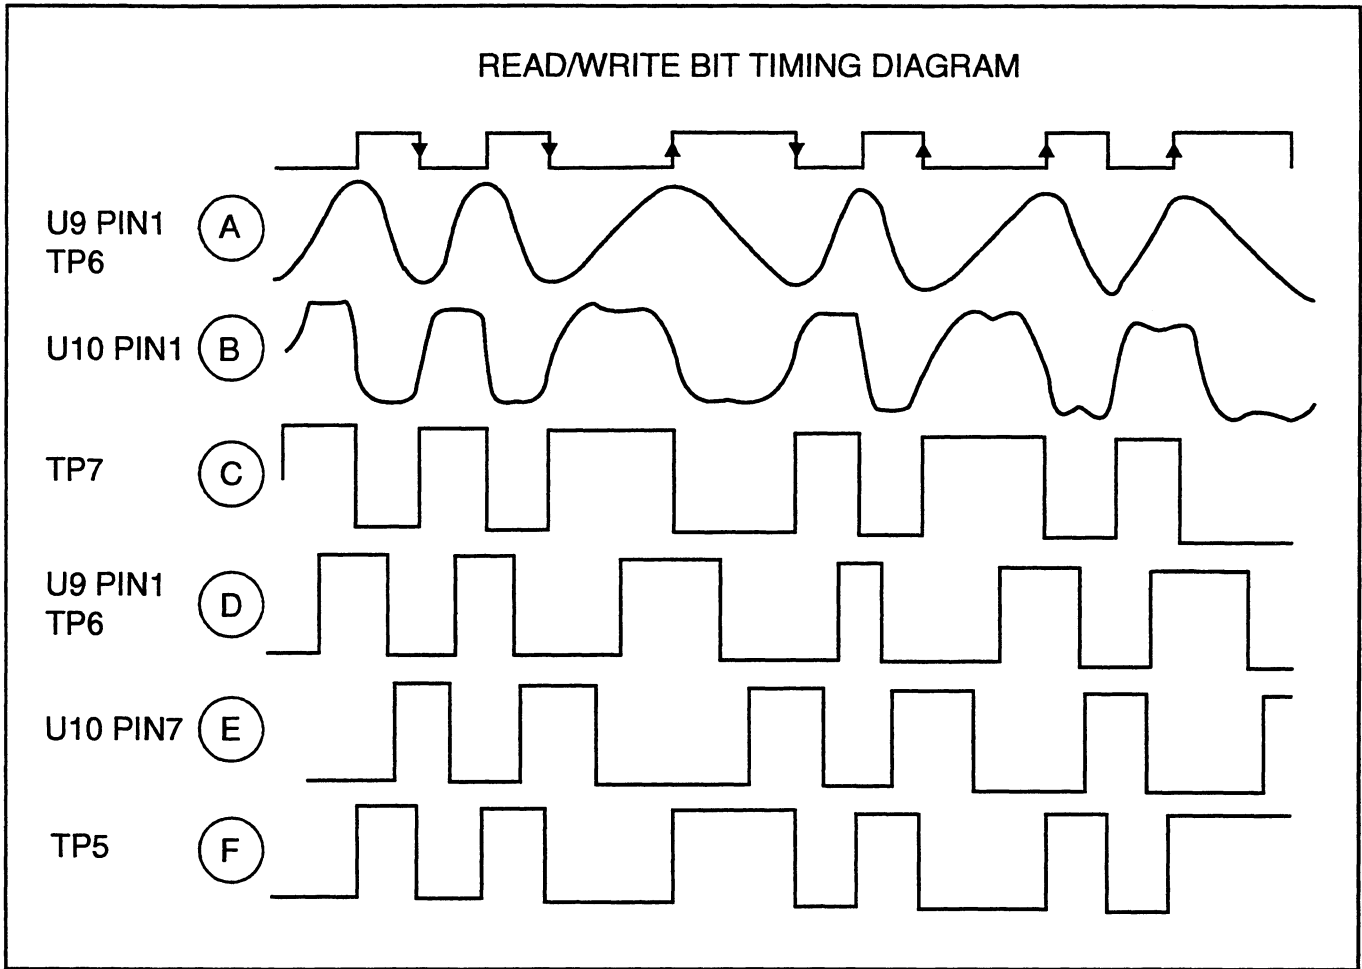 READ/WRITE BIT TIMING DIAGRAM
U9 PIN1
TP6
A
U10 PIN1
B
TP7
C
U9 PIN1
TP6
D
U10 PIN7
E
TP5
F